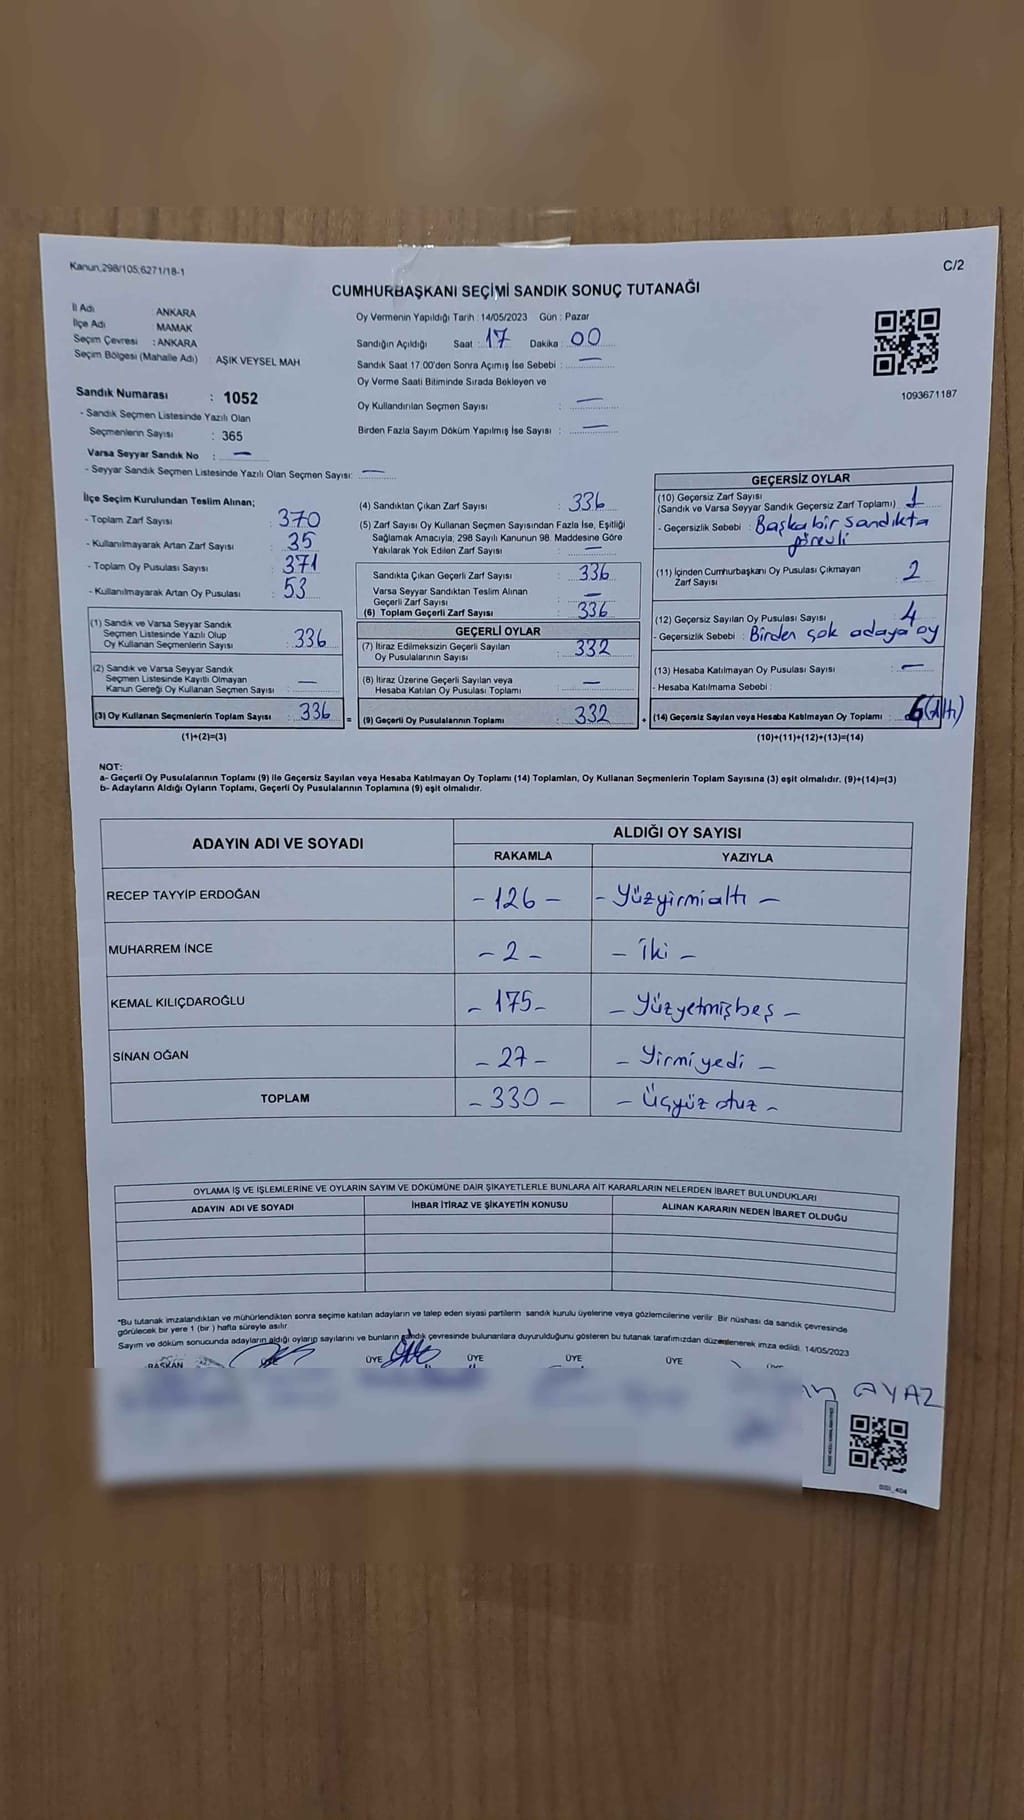 Kanun,298/105;6271/18-1
C/2
CUMHURBAŞKANI SEÇİMİ SANDIK SONUÇ TUTANAĞI
İl Adı ANKARA
İlçe Adı MAMAK
Seçim Çevresi : ANKARA
Seçim Bölgesi (Mahalle Adı) AŞIK VEYSEL MAH
Oy Vermenin Yapıldığı Tarih : 14/05/2023 Gün : Pazar
Sandığın Açıldığı Saat : 17 Dakika : 00
Sandık Saat 17.00'den Sonra Açımış İse Sebebi : —
Oy Verme Saati Bitiminde Sırada Bekleyen ve
Oy Kullandırılan Seçmen Sayısı : —
Birden Fazla Sayım Döküm Yapılmış İse Sayısı : —
1093671187
Sandık Numarası : 1052
- Sandık Seçmen Listesinde Yazılı Olan
Seçmenlerin Sayısı : 365
Varsa Seyyar Sandık No : —
- Seyyar Sandık Seçmen Listesinde Yazılı Olan Seçmen Sayısı: —
İlçe Seçim Kurulundan Teslim Alınan;
- Toplam Zarf Sayısı : 370
- Kullanılmayarak Artan Zarf Sayısı : 35
- Toplam Oy Pusulası Sayısı : 371
- Kullanılmayarak Artan Oy Pusulası : 53
(1) Sandık ve Varsa Seyyar Sandık
Seçmen Listesinde Yazılı Olup
Oy Kullanan Seçmenlerin Sayısı : 336
(2) Sandık ve Varsa Seyyar Sandık
Seçmen Listesinde Kayıtlı Olmayan
Kanun Gereği Oy Kullanan Seçmen Sayısı : —
(3) Oy Kullanan Seçmenlerin Toplam Sayısı : 336 =
(1)+(2)=(3)
(4) Sandıktan Çıkan Zarf Sayısı : 336
(5) Zarf Sayısı Oy Kullanan Seçmen Sayısından Fazla İse, Eşitliği
Sağlamak Amacıyla, 298 Sayılı Kanunun 98. Maddesine Göre
Yakılarak Yok Edilen Zarf Sayısı : —
Sandıkta Çıkan Geçerli Zarf Sayısı : 336
Varsa Seyyar Sandıktan Teslim Alınan
Geçerli Zarf Sayısı : —
(6) Toplam Geçerli Zarf Sayısı : 336
GEÇERLİ OYLAR
(7) İtiraz Edilmeksizin Geçerli Sayılan
Oy Pusulalarının Sayısı : 332
(8) İtiraz Üzerine Geçerli Sayılan veya
Hesaba Katılan Oy Pusulası Toplamı : —
(9) Geçerli Oy Pusulalarının Toplamı : 332 +
GEÇERSİZ OYLAR
(10) Geçersiz Zarf Sayısı
(Sandık ve Varsa Seyyar Sandık Geçersiz Zarf Toplamı) : 1
- Geçersizlik Sebebi : Başka bir sandıkta
görevli
(11) İçinden Cumhurbaşkanı Oy Pusulası Çıkmayan
Zarf Sayısı : 2
(12) Geçersiz Sayılan Oy Pusulası Sayısı : 4
- Geçersizlik Sebebi : Birden çok adaya oy
(13) Hesaba Katılmayan Oy Pusulası Sayısı : —
- Hesaba Katılmama Sebebi :
(14) Geçersiz Sayılan veya Hesaba Katılmayan Oy Toplamı : 6 (Altı)
(10)+(11)+(12)+(13)=(14)
NOT:
a- Geçerli Oy Pusulalarının Toplamı (9) ile Geçersiz Sayılan veya Hesaba Katılmayan Oy Toplamı (14) Toplamları, Oy Kullanan Seçmenlerin Toplam Sayısına (3) eşit olmalıdır. (9)+(14)=(3)
b- Adayların Aldığı Oyların Toplamı, Geçerli Oy Pusulalarının Toplamına (9) eşit olmalıdır.
ADAYIN ADI VE SOYADI ALDIĞI OY SAYISI
RAKAMLA YAZIYLA
RECEP TAYYİP ERDOĞAN - 126 - - Yüzyirmialtı -
MUHARREM İNCE - 2 - - İki -
KEMAL KILIÇDAROĞLU - 175 - - Yüzyetmişbeş -
SİNAN OĞAN - 27 - - Yirmiyedi -
TOPLAM - 330 - - Üçyüz otuz -
OYLAMA İŞ VE İŞLEMLERİNE VE OYLARIN SAYIM VE DÖKÜMÜNE DAİR ŞİKAYETLERLE BUNLARA AİT KARARLARIN NELERDEN İBARET BULUNDUKLARI
ADAYIN ADI VE SOYADI İHBAR İTİRAZ VE ŞİKAYETİN KONUSU ALINAN KARARIN NEDEN İBARET OLDUĞU
*Bu tutanak imzalandıktan ve mühürlendikten sonra seçime katılan adayların ve talep eden siyasi partilerin sandık kurulu üyelerine veya gözlemcilerine verilir. Bir nüshası da sandık çevresinde
görülecek bir yere 1 (bir ) hafta süreyle asılır.
Sayım ve döküm sonucunda adayların aldığı oyların sayılarını ve bunların sandık çevresinde bulunanlara duyurulduğunu gösteren bu tutanak tarafımızdan düzenlenerek imza edildi. 14/05/2023
BAŞKAN ÜYE ÜYE ÜYE ÜYE ÜYE ÜYE
AYAZ